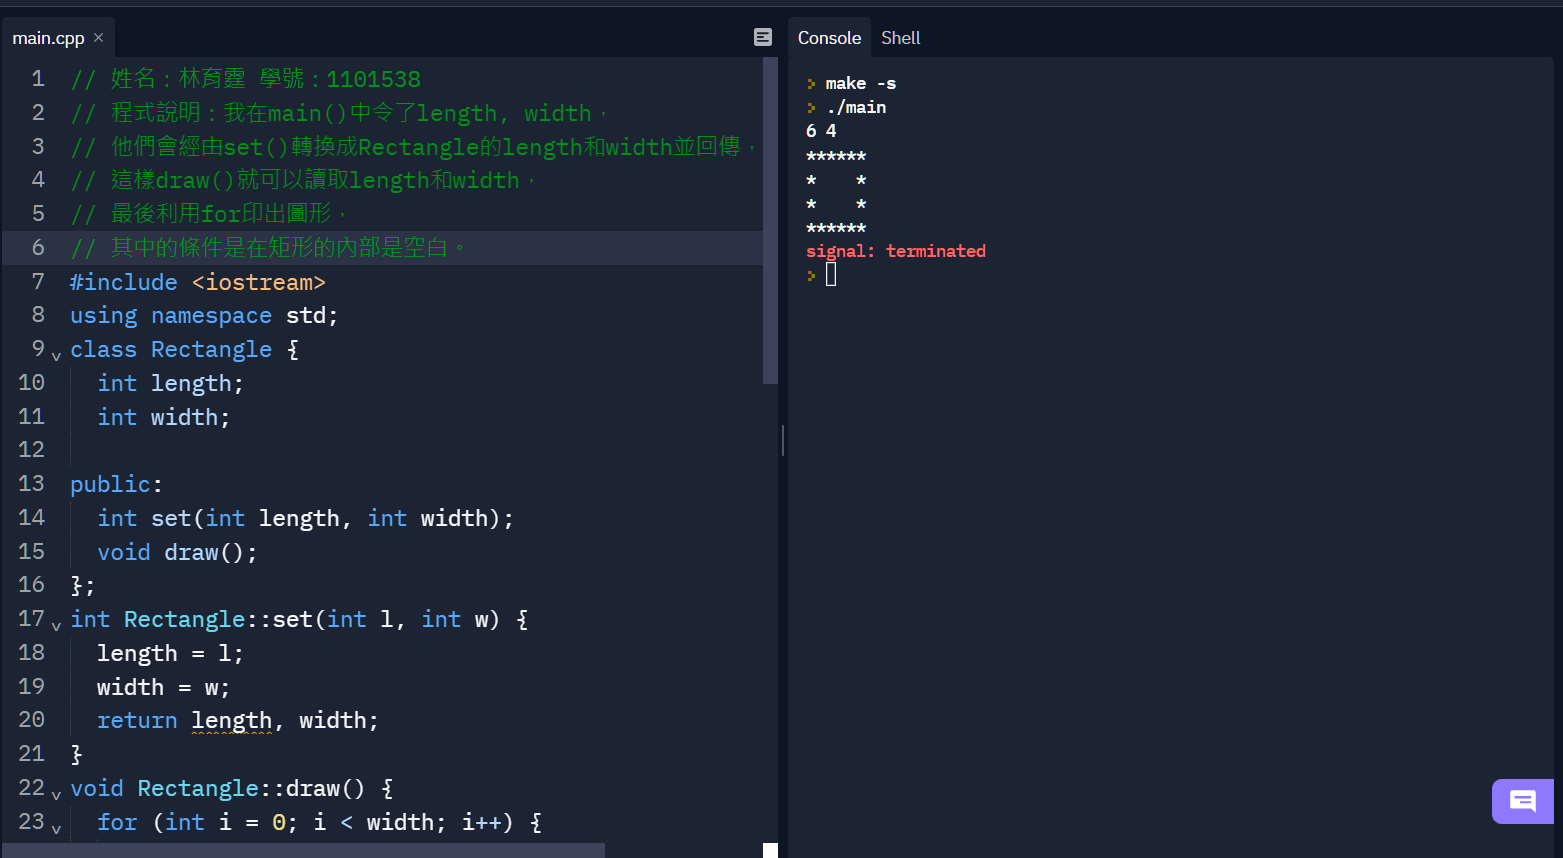 main.cpp ×
1 // 姓名：林育霆 學號：1101538
2 // 程式說明：我在main()中令了length, width，
3 // 他們會經由set()轉換成Rectangle的length和width並回傳，
4 // 這樣draw()就可以讀取length和width，
5 // 最後利用for印出圖形，
6 // 其中的條件是在矩形的內部是空白。
7 #include <iostream>
8 using namespace std;
9 class Rectangle {
10   int length;
11   int width;
12
13 public:
14   int set(int length, int width);
15   void draw();
16 };
17 int Rectangle::set(int l, int w) {
18   length = l;
19   width = w;
20   return length, width;
21 }
22 void Rectangle::draw() {
23   for (int i = 0; i < width; i++) {
Console Shell
> make -s
> ./main
6 4
******
*    *
*    *
******
signal: terminated
>